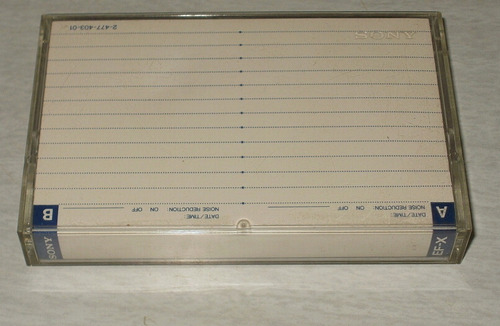 A DATE/TIME: DATE/TIME: B
NOISE REDUCTION: ON OFF NOISE REDUCTION: ON OFF
SONY 2-477-403-01
SONY EF-X